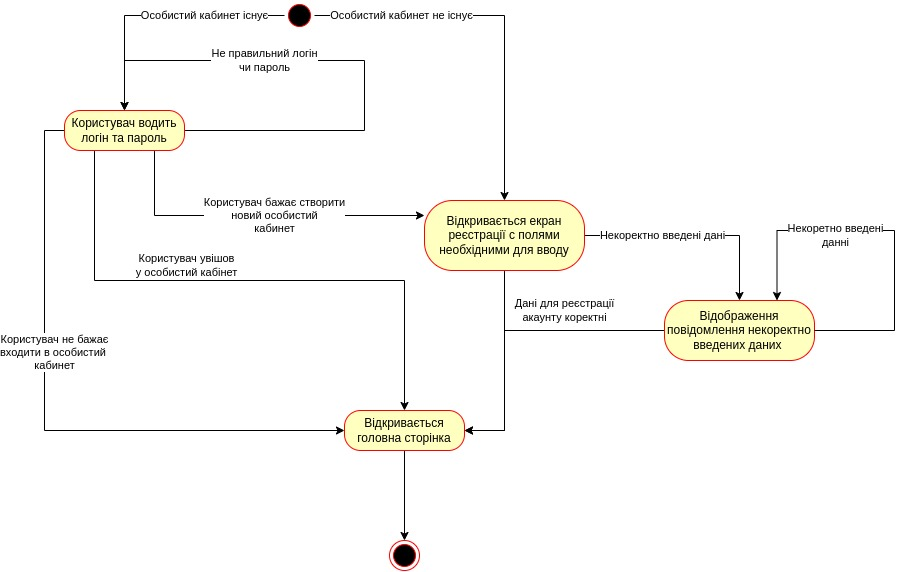 Особистий кабинет існує
Особистий кабинет не існує
Не правильний логін
чи пароль
Користувач водить
логін та пароль
Користувач бажає створити
новий особистий
кабинет
Відкривається екран
реєстрації с полями
необхідними для вводу
Некоректно введені дані
Некоретно введені
данні
Користувач увішов
у особистий кабінет
Дані для реєстрації
акаунту коректні
Відображення
повідомлення некоректно
введених даних
Користувач не бажає
входити в особистий
кабинет
Відкривається
головна сторінка